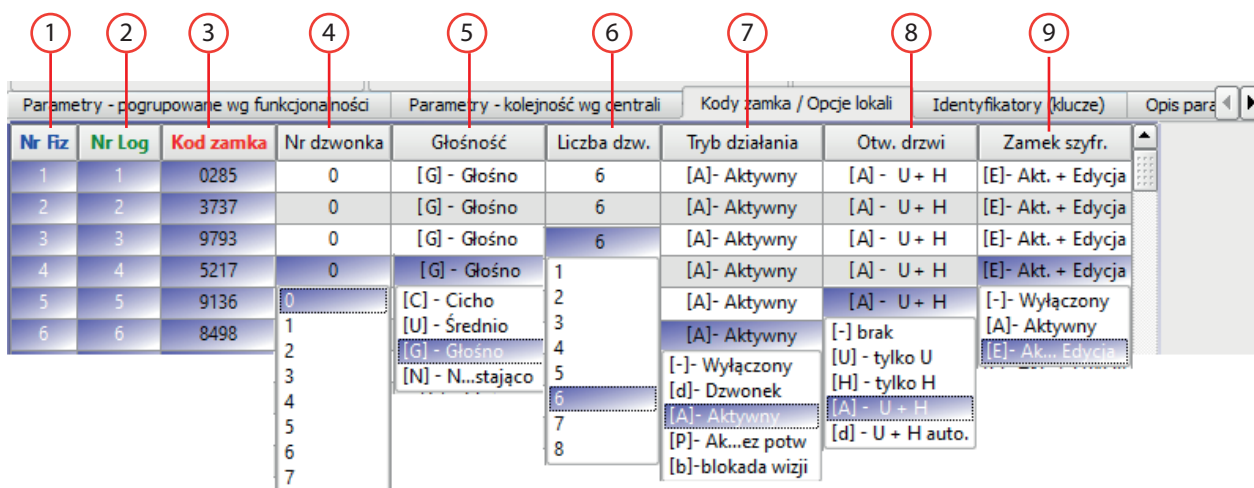 1 2 3 4 5 6 7 8 9
Parametry - pogrupowane wg funkcjonalności Parametry - kolejność wg centrali Kody zamka / Opcje lokali Identyfikatory (klucze) Opis para
Nr Fiz Nr Log Kod zamka Nr dzwonka Głośność Liczba dzw. Tryb działania Otw. drzwi Zamek szyfr.
1 1 0285 0 [G] - Głośno 6 [A]- Aktywny [A] - U + H [E]- Akt. + Edycja
2 2 3737 0 [G] - Głośno 6 [A]- Aktywny [A] - U + H [E]- Akt. + Edycja
3 3 9793 0 [G] - Głośno 6 [A]- Aktywny [A] - U + H [E]- Akt. + Edycja
4 4 5217 0 [G] - Głośno 1 [A]- Aktywny [A] - U + H [E]- Akt. + Edycja
5 5 9136 0 [C] - Cicho 2 [A]- Aktywny [A] - U + H [-]- Wyłączony
6 6 8498 1 [U] - Średnio 3 [A]- Aktywny [-] brak [A]- Aktywny
2 [G] - Głośno 4 [-]- Wyłączony [U] - tylko U [E]- Ak... Edycja
3 [N] - N...stająco 5 [d]- Dzwonek [H] - tylko H
4 6 [A]- Aktywny [A] - U + H
5 7 [P]- Ak...ez potw [d] - U + H auto.
6 8 [b]-blokada wizji
7